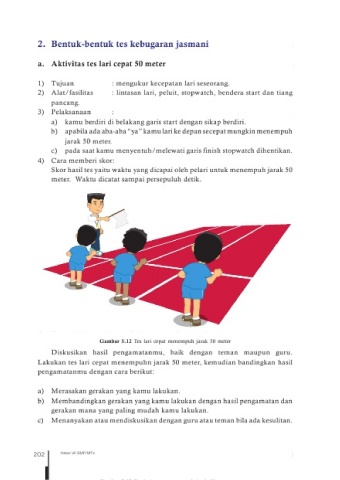 2. Bentuk-bentuk tes kebugaran jasmani
a. Aktivitas tes lari cepat 50 meter
1) Tujuan : mengukur kecepatan lari seseorang.
2) Alat/fasilitas : lintasan lari, peluit, stopwatch, bendera start dan tiang
pancang.
3) Pelaksanaan :
a) kamu berdiri di belakang garis start dengan sikap berdiri.
b) apabila ada aba-aba "ya" kamu lari ke depan secepat mungkin menempuh
jarak 50 meter.
c) pada saat kamu menyentuh/melewati garis finish stopwatch dihentikan.
4) Cara memberi skor:
Skor hasil tes yaitu waktu yang dicapai oleh pelari untuk menempuh jarak 50
meter. Waktu dicatat sampai persepuluh detik.
Gambar 5.12 Tes lari cepat menempuh jarak 50 meter
Diskusikan hasil pengamatanmu, baik dengan teman maupun guru.
Lakukan tes lari cepat menempuhn jarak 50 meter, kemudian bandingkan hasil
pengamatanmu dengan cara berikut:
a) Merasakan gerakan yang kamu lakukan.
b) Membandingkan gerakan yang kamu lakukan dengan hasil pengamatan dan
gerakan mana yang paling mudah kamu lakukan.
c) Menanyakan atau mendiskusikan dengan guru atau teman bila ada kesulitan.
202 Kelas VII SMP/MTs